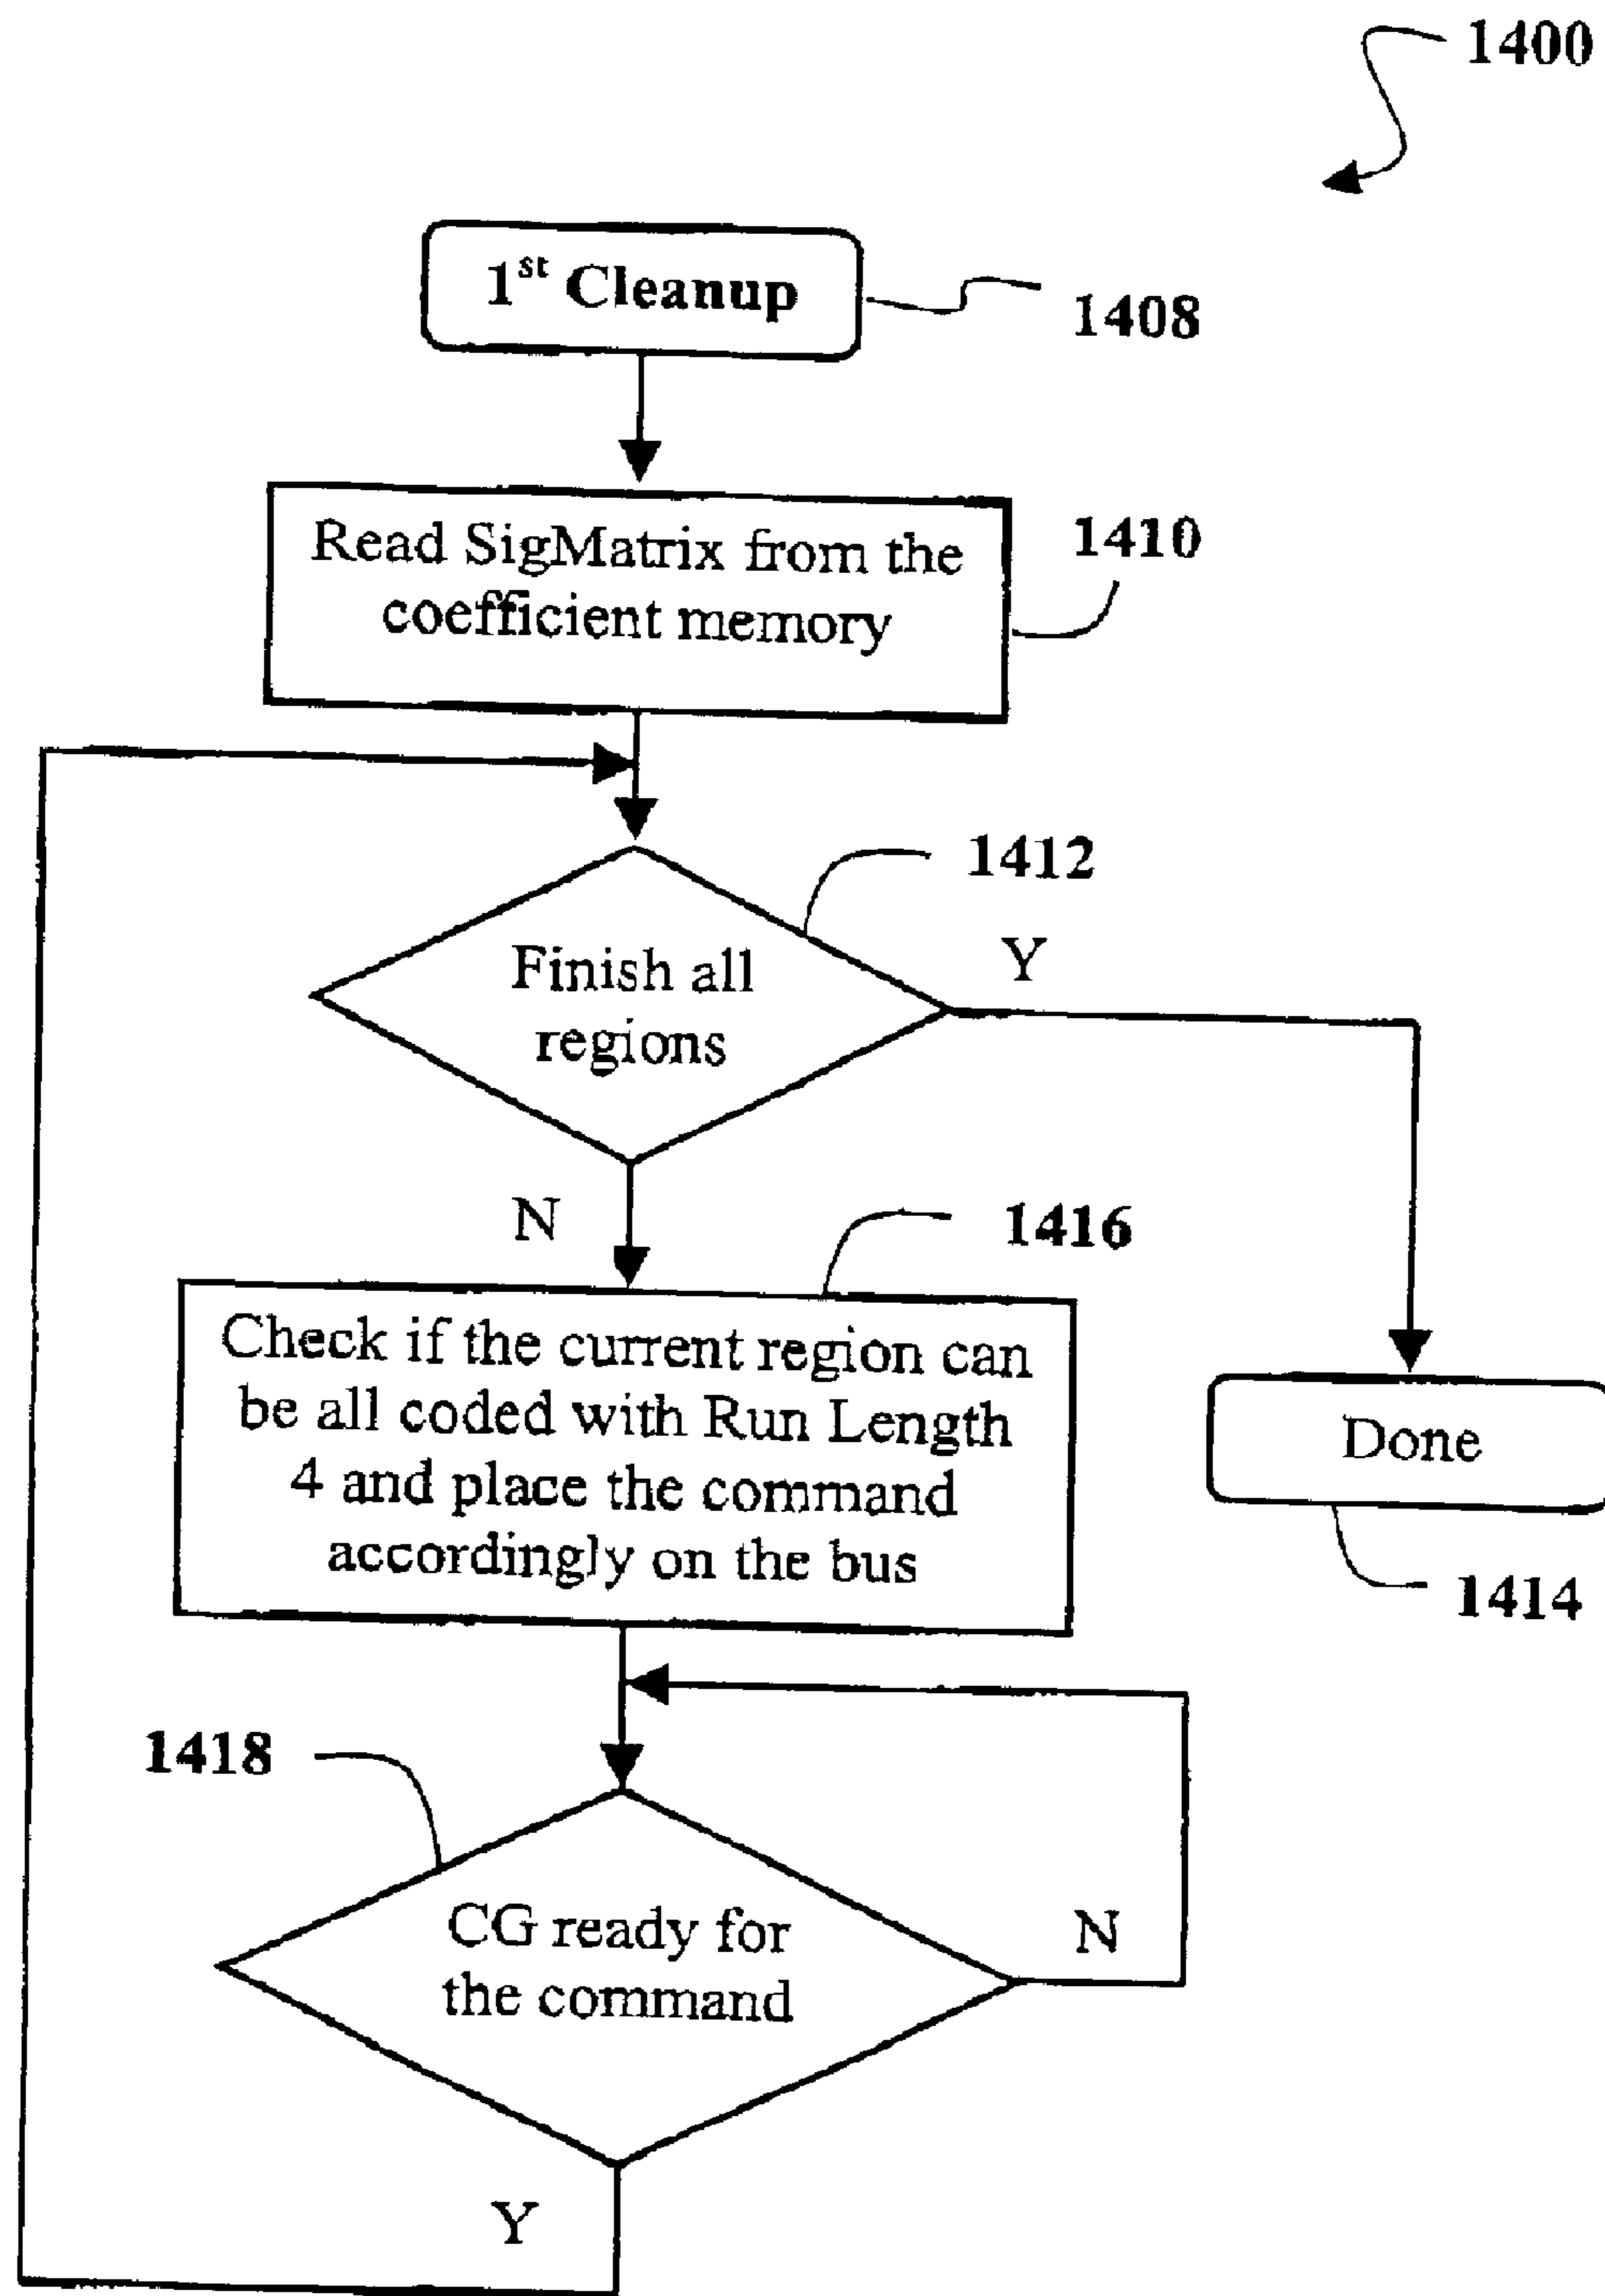 1400
1st Cleanup
1408
Read SigMatrix from the
coefficient memory
1410
1412
Finish all
regions
Y
N
1416
Check if the current region can
be all coded with Run Length
4 and place the command
accordingly on the bus
Done
1414
1418
CG ready for
the command
N
Y